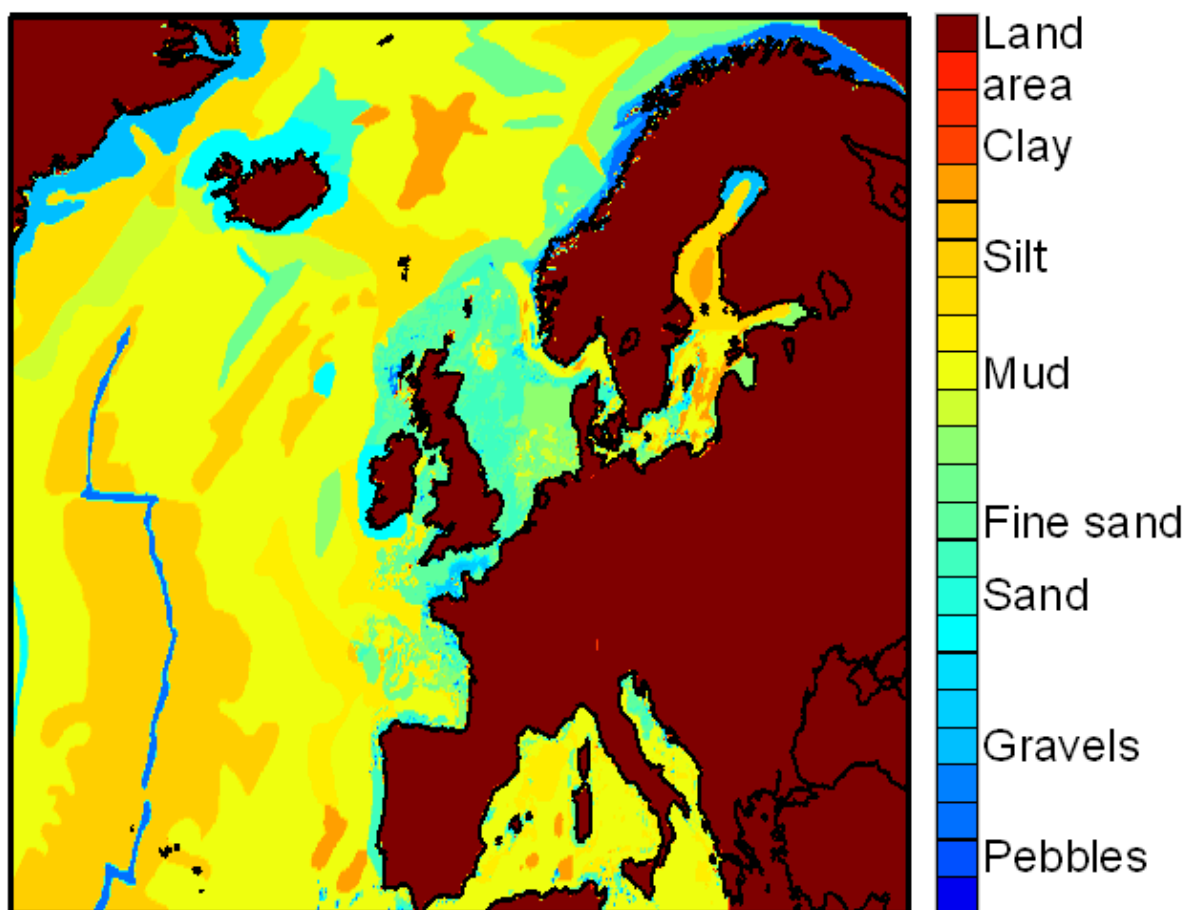 Land
area
Clay
Silt
Mud
Fine sand
Sand
Gravels
Pebbles